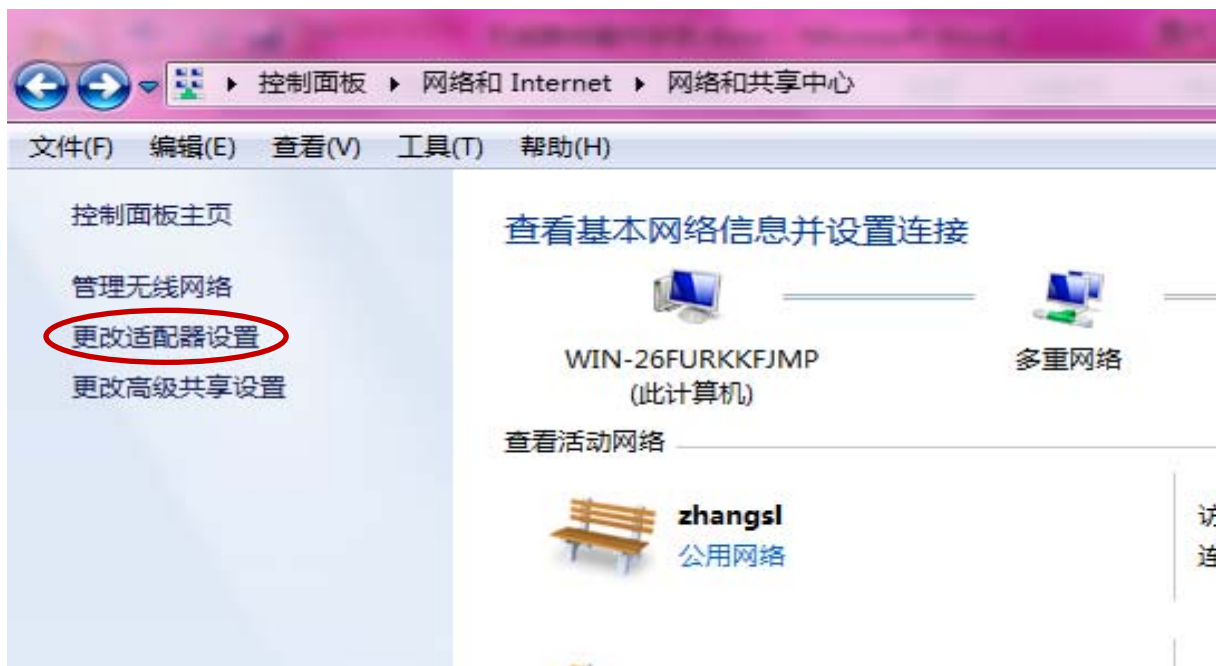 控制面板 ▸ 网络和 Internet ▸ 网络和共享中心
文件(F) 编辑(E) 查看(V) 工具(T) 帮助(H)
控制面板主页
管理无线网络
更改适配器设置
更改高级共享设置
查看基本网络信息并设置连接
WIN-26FURKKFJMP
(此计算机)
多重网络
查看活动网络
zhangsl
公用网络
访
连